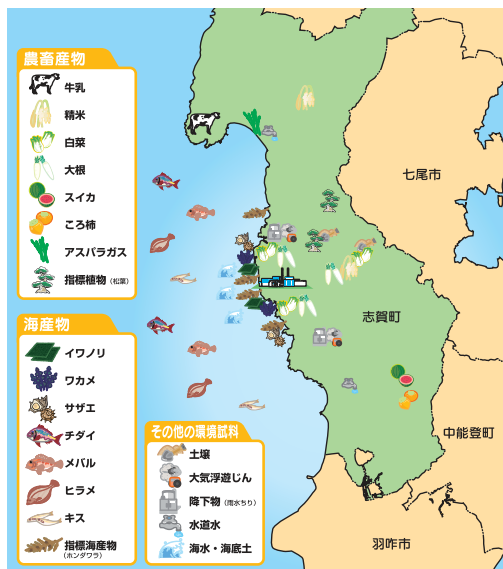 農畜産物
牛乳
精米
白菜
大根
スイカ
ころ柿
アスパラガス
指標植物(松葉)
海産物
イワノリ
ワカメ
サザエ
チダイ
メバル
ヒラメ
キス
指標海産物
(ホンダワラ)
その他の環境試料
土壌
大気浮遊じん
降下物(雨水ちり)
水道水
海水・海底土
七尾市
志賀町
中能登町
羽咋市